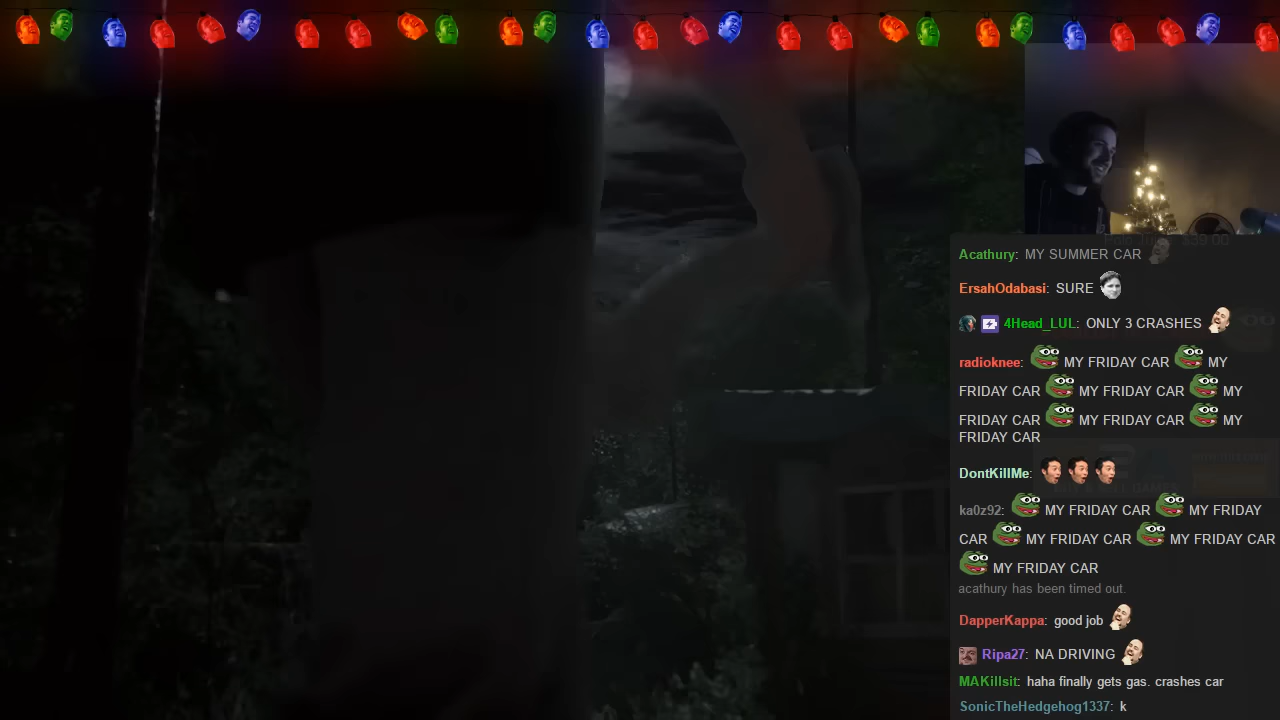 $39.00
Acathury: MY SUMMER CAR
ErsahOdabasi: SURE
4Head_LUL: ONLY 3 CRASHES
radioknee: MY FRIDAY CAR MY
FRIDAY CAR MY FRIDAY CAR MY
FRIDAY CAR MY FRIDAY CAR MY
FRIDAY CAR
DontKillMe:
ka0z92: MY FRIDAY CAR MY FRIDAY
CAR MY FRIDAY CAR MY FRIDAY CAR
MY FRIDAY CAR
acathury has been timed out.
DapperKappa: good job
Ripa27: NA DRIVING
MAKillsit: haha finally gets gas. crashes car
SonicTheHedgehog1337: k